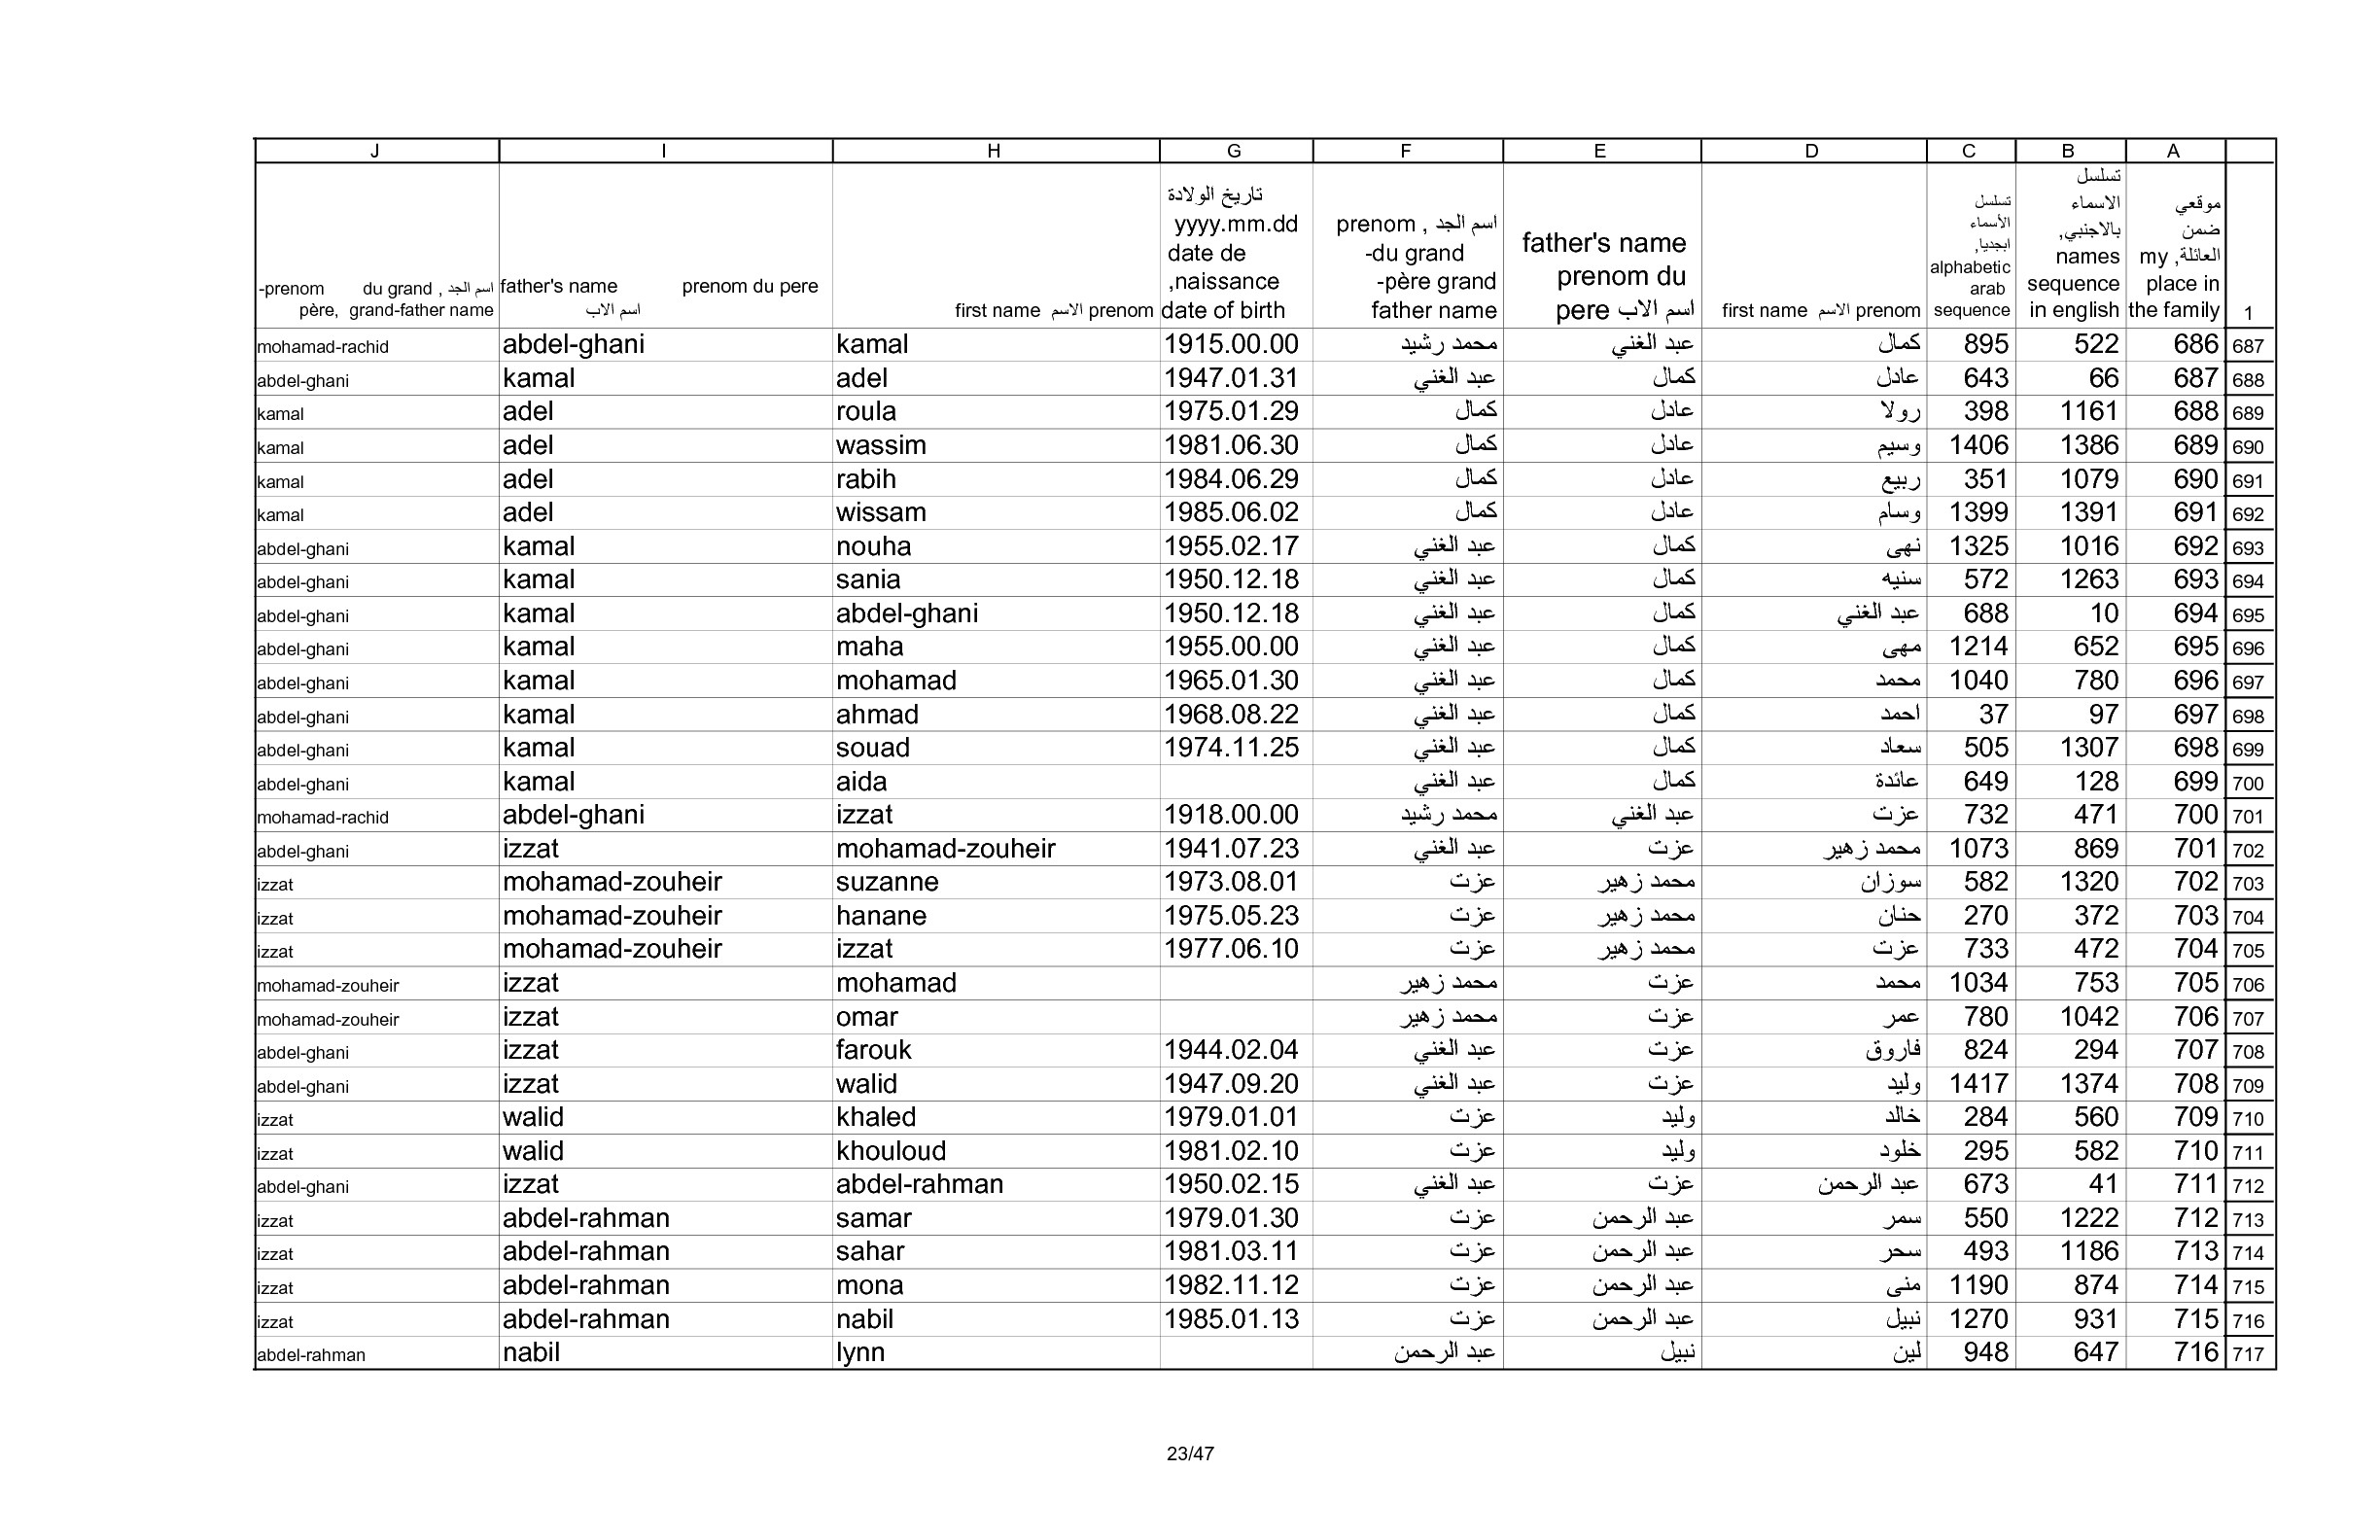 J I H G F E D C B A
-prenom du grand , اسم الجد père, grand-father name
father's name prenom du pere اسم الاب
first name الاسم prenom
تاريخ الولادة yyyy.mm.dd date de ,naissance date of birth
prenom , اسم الجد -du grand -père grand father name
father's name prenom du pere اسم الاب
first name الاسم prenom
تسلسل الأسماء ابجديا, alphabetic arab sequence
تسلسل الاسماء بالاجنبي, names sequence in english
موقعي ضمن العائلة, my place in the family
1
mohamad-rachid abdel-ghani kamal 1915.00.00 محمد رشيد عبد الغني كمال 895 522 686 687
abdel-ghani kamal adel 1947.01.31 عبد الغني كمال عادل 643 66 687 688
kamal adel roula 1975.01.29 كمال عادل رولا 398 1161 688 689
kamal adel wassim 1981.06.30 كمال عادل وسيم 1406 1386 689 690
kamal adel rabih 1984.06.29 كمال عادل ربيع 351 1079 690 691
kamal adel wissam 1985.06.02 كمال عادل وسام 1399 1391 691 692
abdel-ghani kamal nouha 1955.02.17 عبد الغني كمال نهى 1325 1016 692 693
abdel-ghani kamal sania 1950.12.18 عبد الغني كمال سنيه 572 1263 693 694
abdel-ghani kamal abdel-ghani 1950.12.18 عبد الغني كمال عبد الغني 688 10 694 695
abdel-ghani kamal maha 1955.00.00 عبد الغني كمال مهى 1214 652 695 696
abdel-ghani kamal mohamad 1965.01.30 عبد الغني كمال محمد 1040 780 696 697
abdel-ghani kamal ahmad 1968.08.22 عبد الغني كمال احمد 37 97 697 698
abdel-ghani kamal souad 1974.11.25 عبد الغني كمال سعاد 505 1307 698 699
abdel-ghani kamal aida عبد الغني كمال عائدة 649 128 699 700
mohamad-rachid abdel-ghani izzat 1918.00.00 محمد رشيد عبد الغني عزت 732 471 700 701
abdel-ghani izzat mohamad-zouheir 1941.07.23 عبد الغني عزت محمد زهير 1073 869 701 702
izzat mohamad-zouheir suzanne 1973.08.01 عزت محمد زهير سوزان 582 1320 702 703
izzat mohamad-zouheir hanane 1975.05.23 عزت محمد زهير حنان 270 372 703 704
izzat mohamad-zouheir izzat 1977.06.10 عزت محمد زهير عزت 733 472 704 705
mohamad-zouheir izzat mohamad محمد زهير عزت محمد 1034 753 705 706
mohamad-zouheir izzat omar محمد زهير عزت عمر 780 1042 706 707
abdel-ghani izzat farouk 1944.02.04 عبد الغني عزت فاروق 824 294 707 708
abdel-ghani izzat walid 1947.09.20 عبد الغني عزت وليد 1417 1374 708 709
izzat walid khaled 1979.01.01 عزت وليد خالد 284 560 709 710
izzat walid khouloud 1981.02.10 عزت وليد خلود 295 582 710 711
abdel-ghani izzat abdel-rahman 1950.02.15 عبد الغني عزت عبد الرحمن 673 41 711 712
izzat abdel-rahman samar 1979.01.30 عزت عبد الرحمن سمر 550 1222 712 713
izzat abdel-rahman sahar 1981.03.11 عزت عبد الرحمن سحر 493 1186 713 714
izzat abdel-rahman mona 1982.11.12 عزت عبد الرحمن منى 1190 874 714 715
izzat abdel-rahman nabil 1985.01.13 عزت عبد الرحمن نبيل 1270 931 715 716
abdel-rahman nabil lynn عبد الرحمن نبيل لين 948 647 716 717
23/47